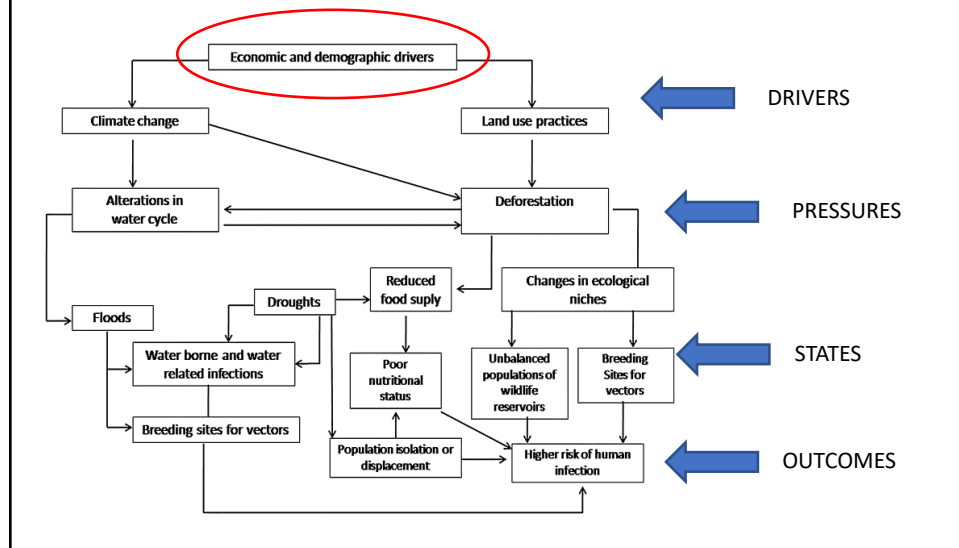 Economic and demographic drivers
DRIVERS
Climate change
Land use practices
Alterations in
water cycle
Deforestation
PRESSURES
Reduced
food suply
Changes in ecological
niches
Droughts
Floods
Water borne and water
related infections
Poor
nutritional
status
Unbalanced
populations of
wildlife
reservoirs
Breeding
Sites for
vectors
STATES
Breeding sites for vectors
Population isolation or
displacement
Higher risk of human
infection
OUTCOMES